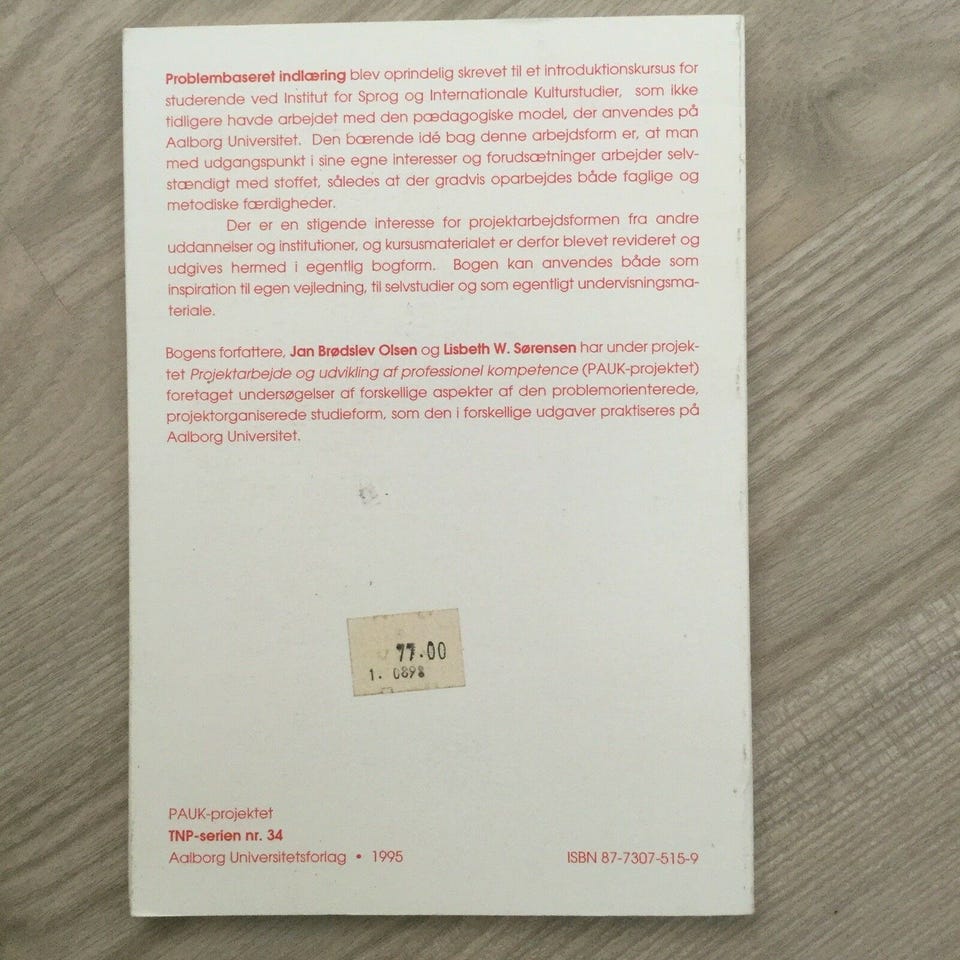 Problembaseret indlæring blev oprindelig skrevet til et introduktionskursus for
studerende ved Institut for Sprog og Internationale Kulturstudier, som ikke
tidligere havde arbejdet med den pædagogiske model, der anvendes på
Aalborg Universitet. Den bærende idé bag denne arbejdsform er, at man
med udgangspunkt i sine egne interesser og forudsætninger arbejder selv-
stændigt med stoffet, således at der gradvis oparbejdes både faglige og
metodiske færdigheder.
Der er en stigende interesse for projektarbejdsformen fra andre
uddannelser og institutioner, og kursusmaterialet er derfor blevet revideret og
udgives hermed i egentlig bogform. Bogen kan anvendes både som
inspiration til egen vejledning, til selvstudier og som egentligt undervisningsma-
teriale.
Bogens forfattere, Jan Brødslev Olsen og Lisbeth W. Sørensen har under projek-
tet Projektarbejde og udvikling af professionel kompetence (PAUK-projektet)
foretaget undersøgelser af forskellige aspekter af den problemorienterede,
projektorganiserede studieform, som den i forskellige udgaver praktiseres på
Aalborg Universitet.
77.00
1. 0898
PAUK-projektet
TNP-serien nr. 34
Aalborg Universitetsforlag • 1995
ISBN 87-7307-515-9